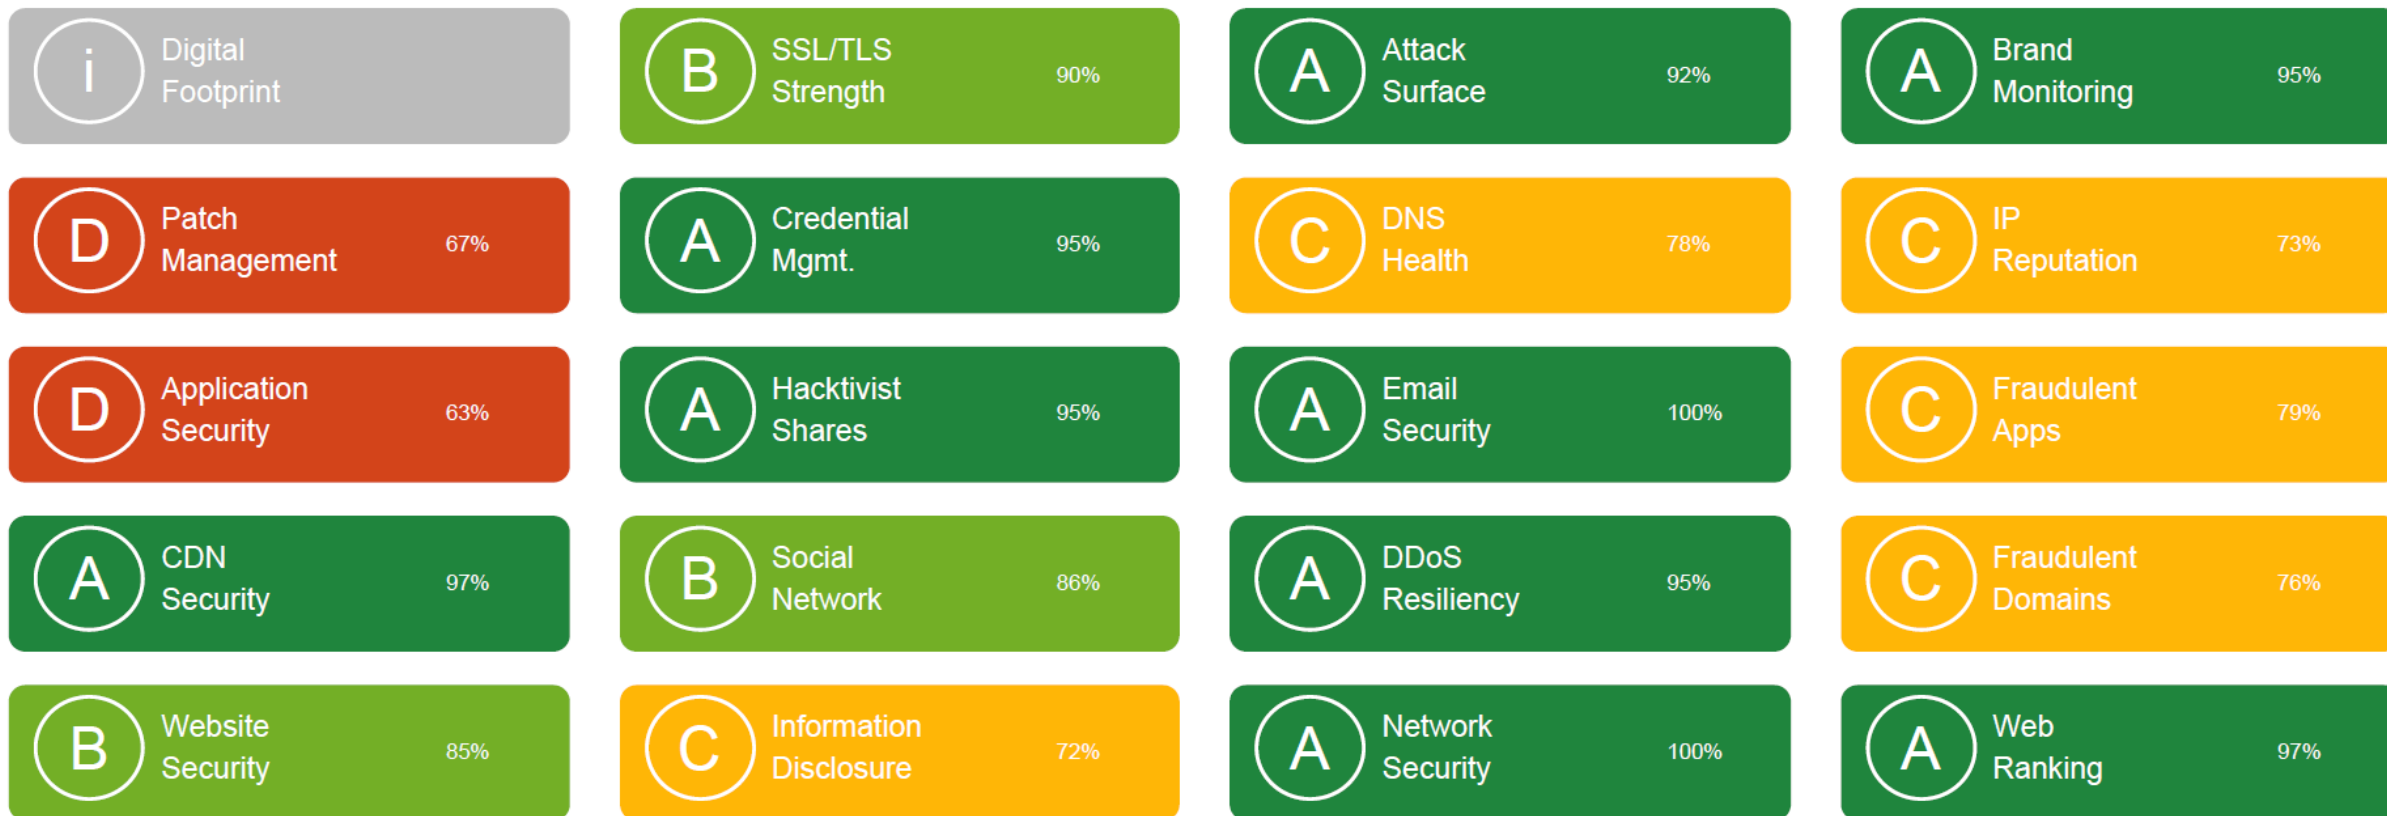 i Digital Footprint
B SSL/TLS Strength 90%
A Attack Surface 92%
A Brand Monitoring 95%
D Patch Management 67%
A Credential Mgmt. 95%
C DNS Health 78%
C IP Reputation 73%
D Application Security 63%
A Hacktivist Shares 95%
A Email Security 100%
C Fraudulent Apps 79%
A CDN Security 97%
B Social Network 86%
A DDoS Resiliency 95%
C Fraudulent Domains 76%
B Website Security 85%
C Information Disclosure 72%
A Network Security 100%
A Web Ranking 97%